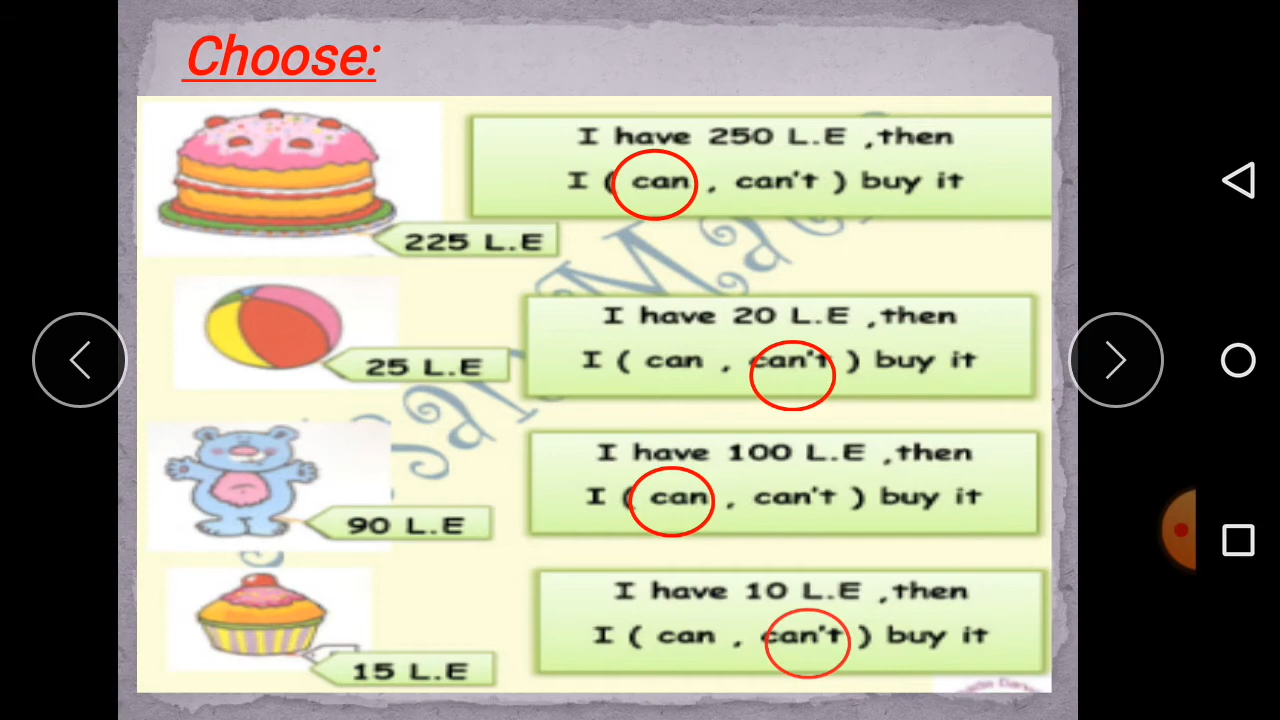 Choose:
I have 250 L.E ,then
I ( can , can't ) buy it
225 L.E
I have 20 L.E ,then
I ( can , can't ) buy it
25 L.E
I have 100 L.E ,then
I ( can , can't ) buy it
90 L.E
I have 10 L.E ,then
I ( can , can't ) buy it
15 L.E